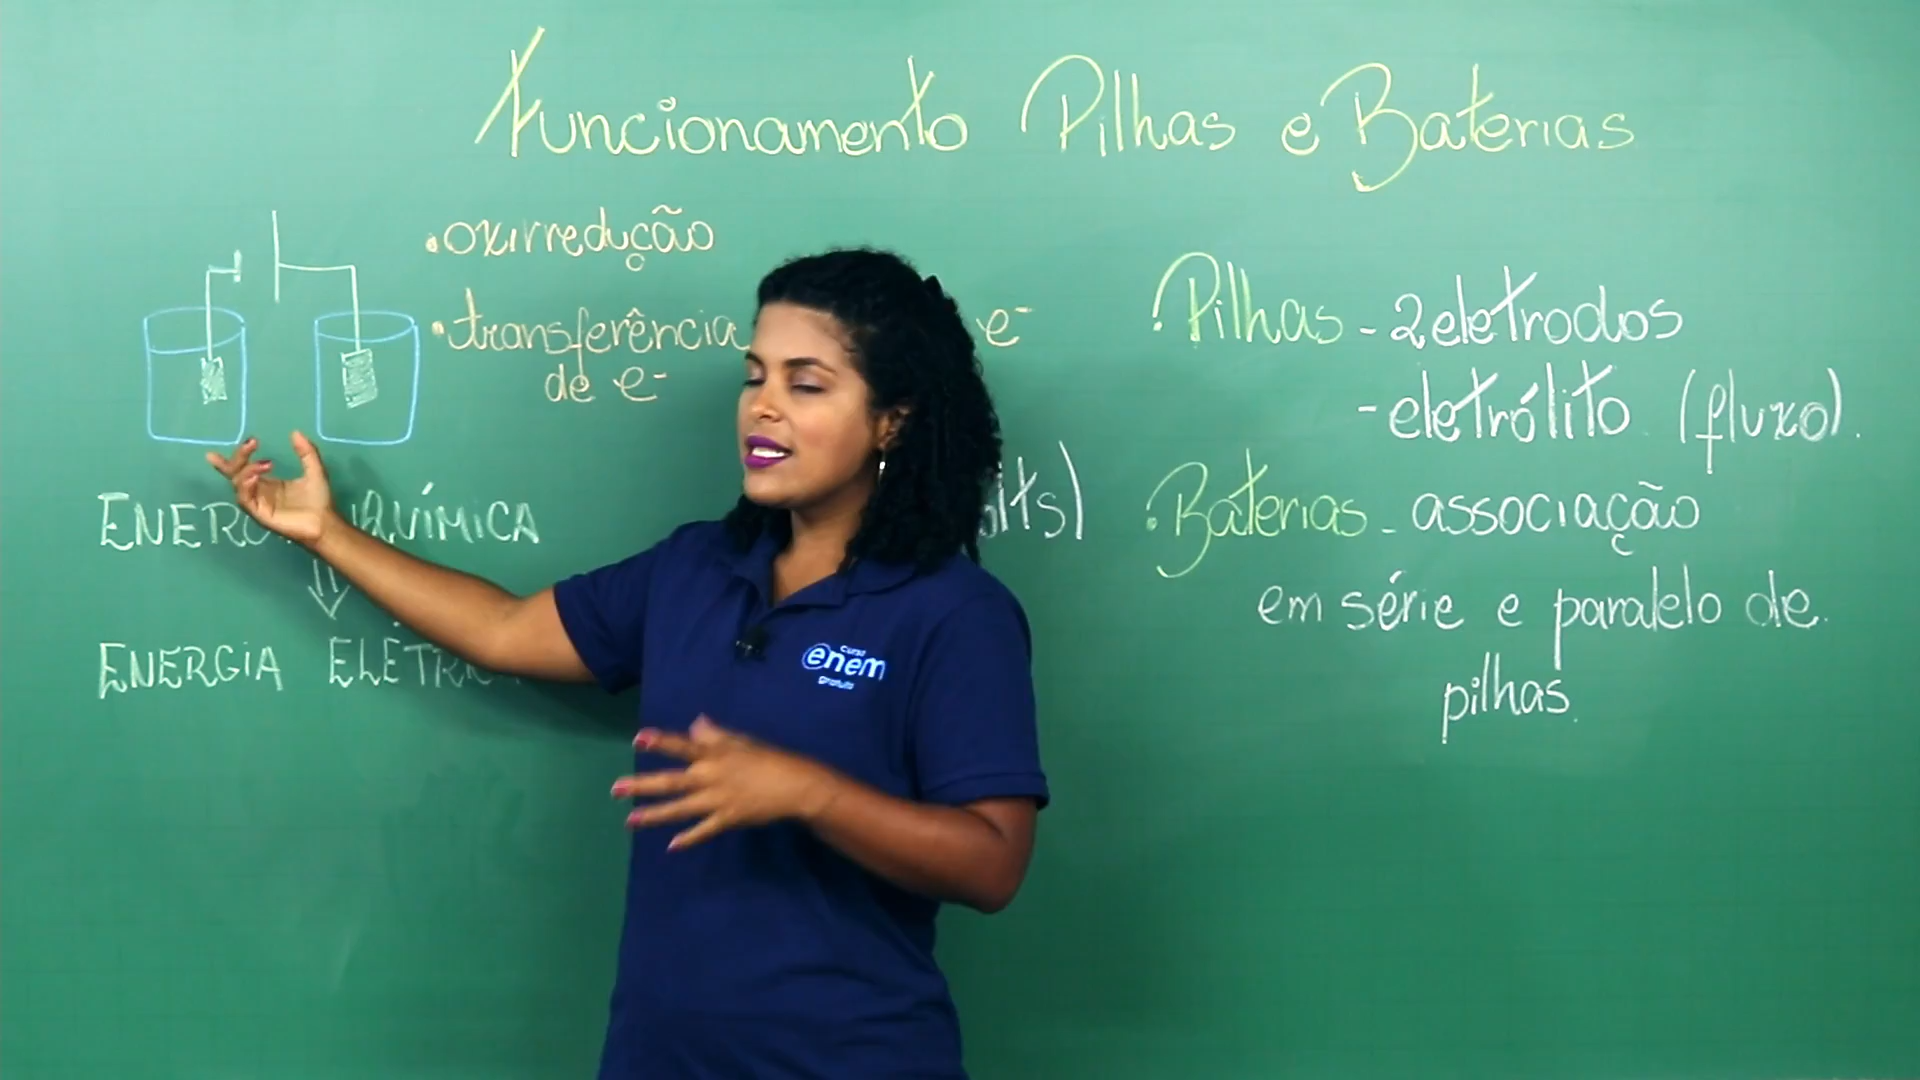 Funcionamento Pilhas e Baterias
• oxirredução
• transferência
de e⁻
e⁻
QUÍMICA
ENERGIA
• Pilhas - 2 eletrodos
- eletrólito (fluxo).
• Baterias - associação
em série e paralelo de
pilhas.
curso
enem
gratuito